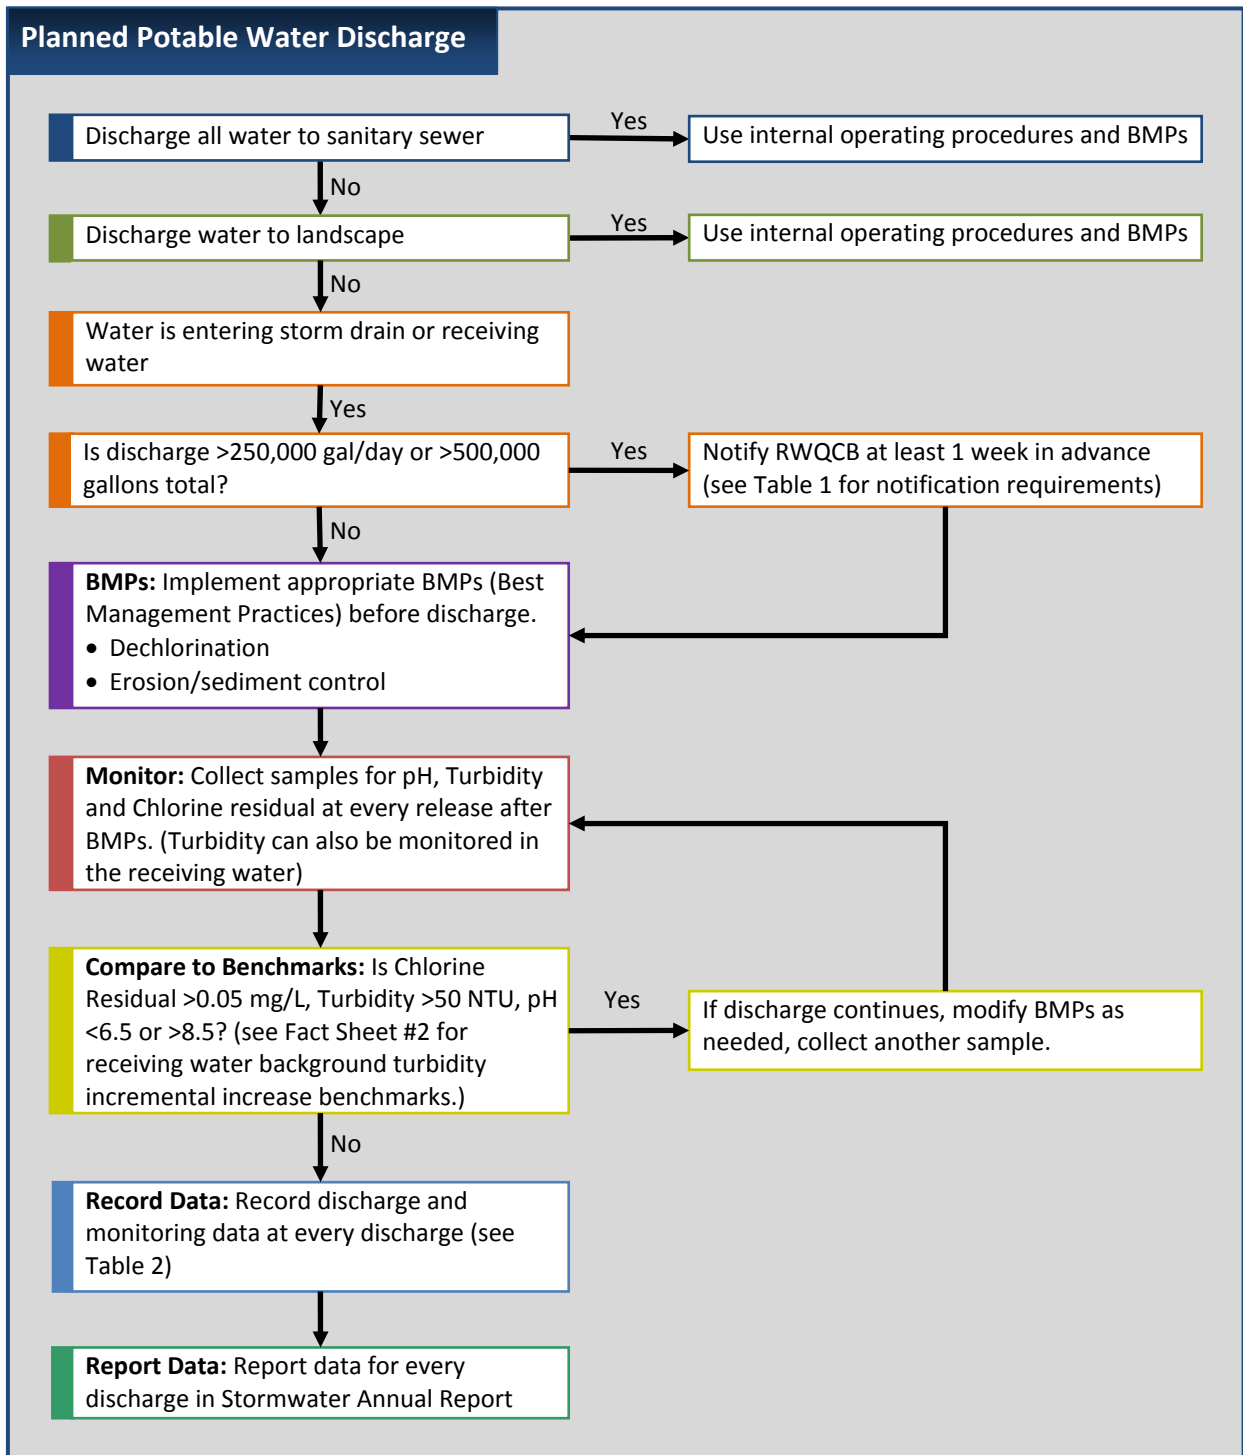 Planned Potable Water Discharge
Discharge all water to sanitary sewer
Yes
Use internal operating procedures and BMPs
No
Discharge water to landscape
Yes
Use internal operating procedures and BMPs
No
Water is entering storm drain or receiving
water
Yes
Is discharge >250,000 gal/day or >500,000
gallons total?
Yes
Notify RWQCB at least 1 week in advance
(see Table 1 for notification requirements)
No
BMPs: Implement appropriate BMPs (Best
Management Practices) before discharge.
• Dechlorination
• Erosion/sediment control
Monitor: Collect samples for pH, Turbidity
and Chlorine residual at every release after
BMPs. (Turbidity can also be monitored in
the receiving water)
Compare to Benchmarks: Is Chlorine
Residual >0.05 mg/L, Turbidity >50 NTU, pH
<6.5 or >8.5? (see Fact Sheet #2 for
receiving water background turbidity
incremental increase benchmarks.)
Yes
If discharge continues, modify BMPs as
needed, collect another sample.
No
Record Data: Record discharge and
monitoring data at every discharge (see
Table 2)
Report Data: Report data for every
discharge in Stormwater Annual Report